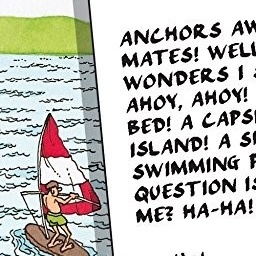 ANCHORS AW
MATES! WELL
WONDERS I
AHOY, AHOY!
BED! A CAPS
ISLAND! A S
SWIMMING
QUESTION IS
ME? HA-HA!